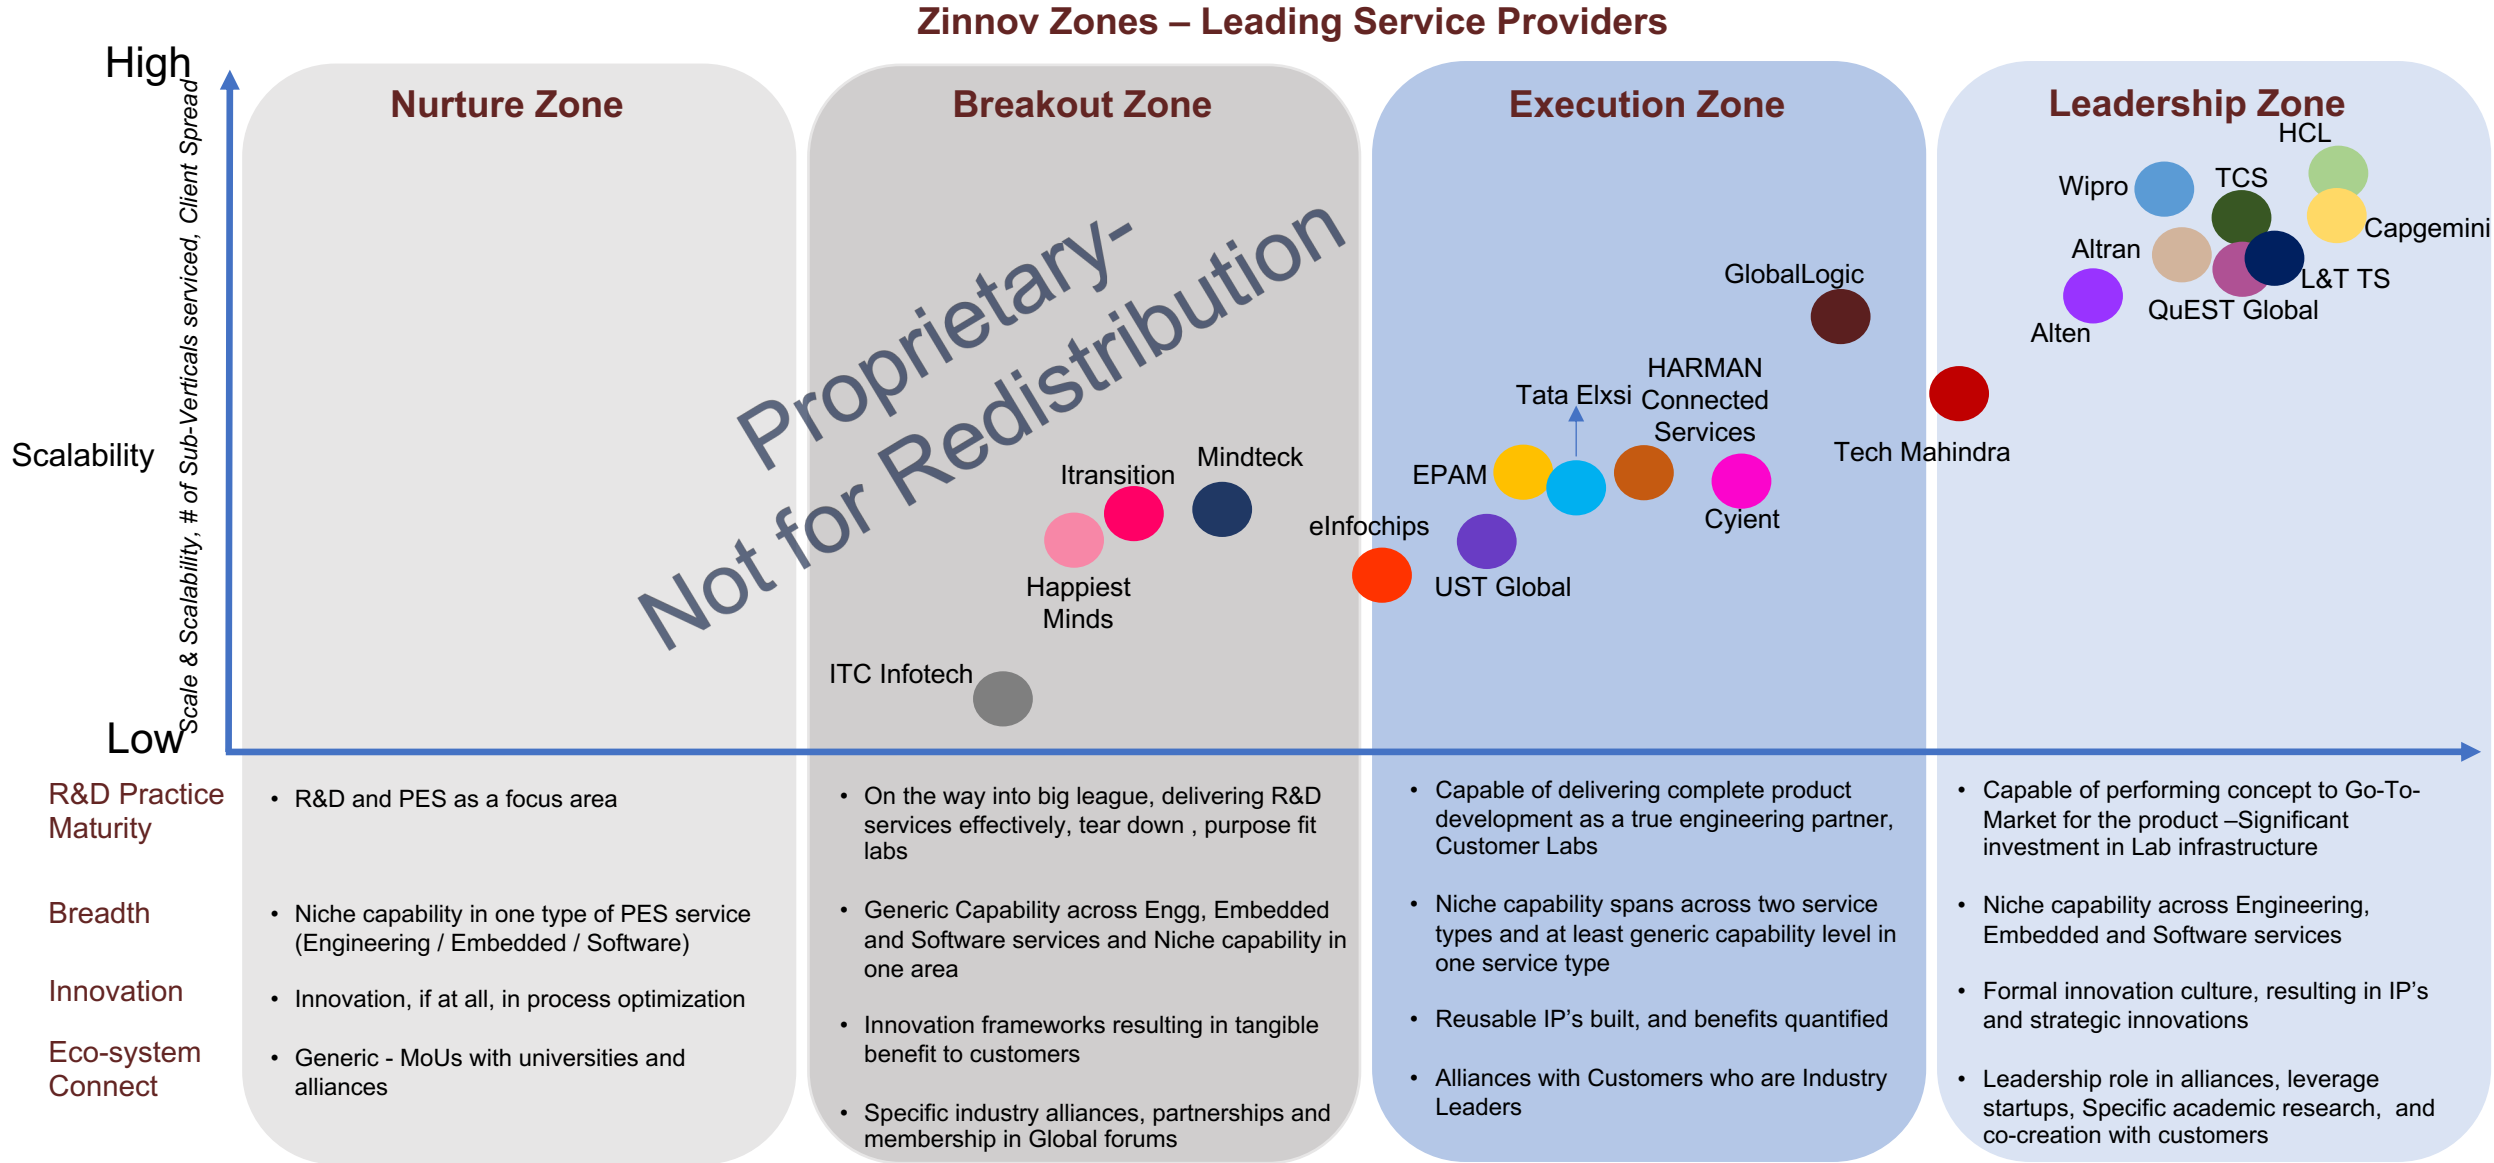 Zinnov Zones – Leading Service Providers
High
Scale & Scalability, # of Sub-Verticals serviced, Client Spread
Scalability
Low
Nurture Zone
Breakout Zone
Execution Zone
Leadership Zone
HCL
Wipro
TCS
Capgemini
Altran
L&T TS
QuEST Global
Alten
GlobalLogic
HARMAN
Connected
Services
Tata Elxsi
Tech Mahindra
EPAM
Cyient
Mindteck
Itransition
eInfochips
UST Global
Happiest
Minds
ITC Infotech
Proprietary-
Not for Redistribution
R&D Practice
Maturity
• R&D and PES as a focus area
• On the way into big league, delivering R&D
services effectively, tear down , purpose fit
labs
• Capable of delivering complete product
development as a true engineering partner,
Customer Labs
• Capable of performing concept to Go-To-
Market for the product –Significant
investment in Lab infrastructure
Breadth
• Niche capability in one type of PES service
(Engineering / Embedded / Software)
• Generic Capability across Engg, Embedded
and Software services and Niche capability in
one area
• Niche capability spans across two service
types and at least generic capability level in
one service type
• Niche capability across Engineering,
Embedded and Software services
Innovation
• Innovation, if at all, in process optimization
• Innovation frameworks resulting in tangible
benefit to customers
• Reusable IP’s built, and benefits quantified
• Formal innovation culture, resulting in IP’s
and strategic innovations
Eco-system
Connect
• Generic - MoUs with universities and
alliances
• Specific industry alliances, partnerships and
membership in Global forums
• Alliances with Customers who are Industry
Leaders
• Leadership role in alliances, leverage
startups, Specific academic research, and
co-creation with customers